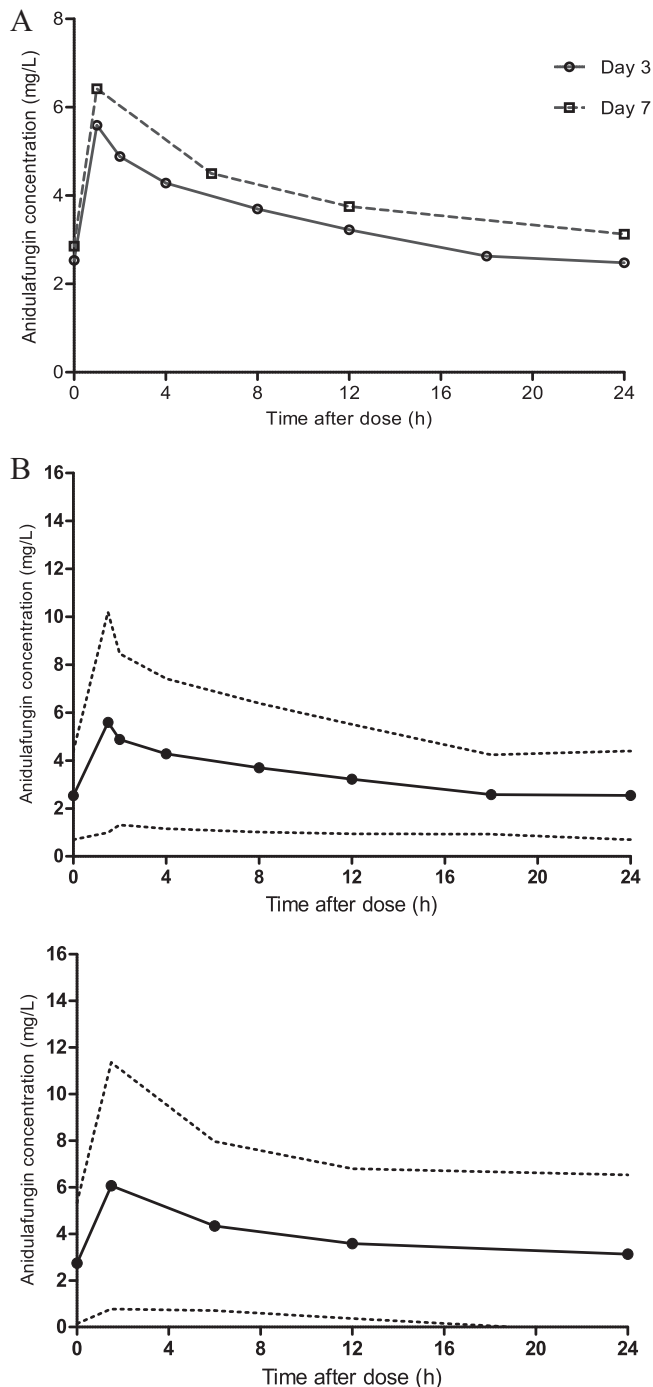 A
Anidulafungin concentration (mg/L)
8
6
4
2
0
Day 3
Day 7
0 4 8 12 16 20 24
Time after dose (h)
B
Anidulafungin concentration (mg/L)
16
14
12
10
8
6
4
2
0
0 4 8 12 16 20 24
Time after dose (h)
Anidulafungin concentration (mg/L)
16
14
12
10
8
6
4
2
0
0 4 8 12 16 20 24
Time after dose (h)